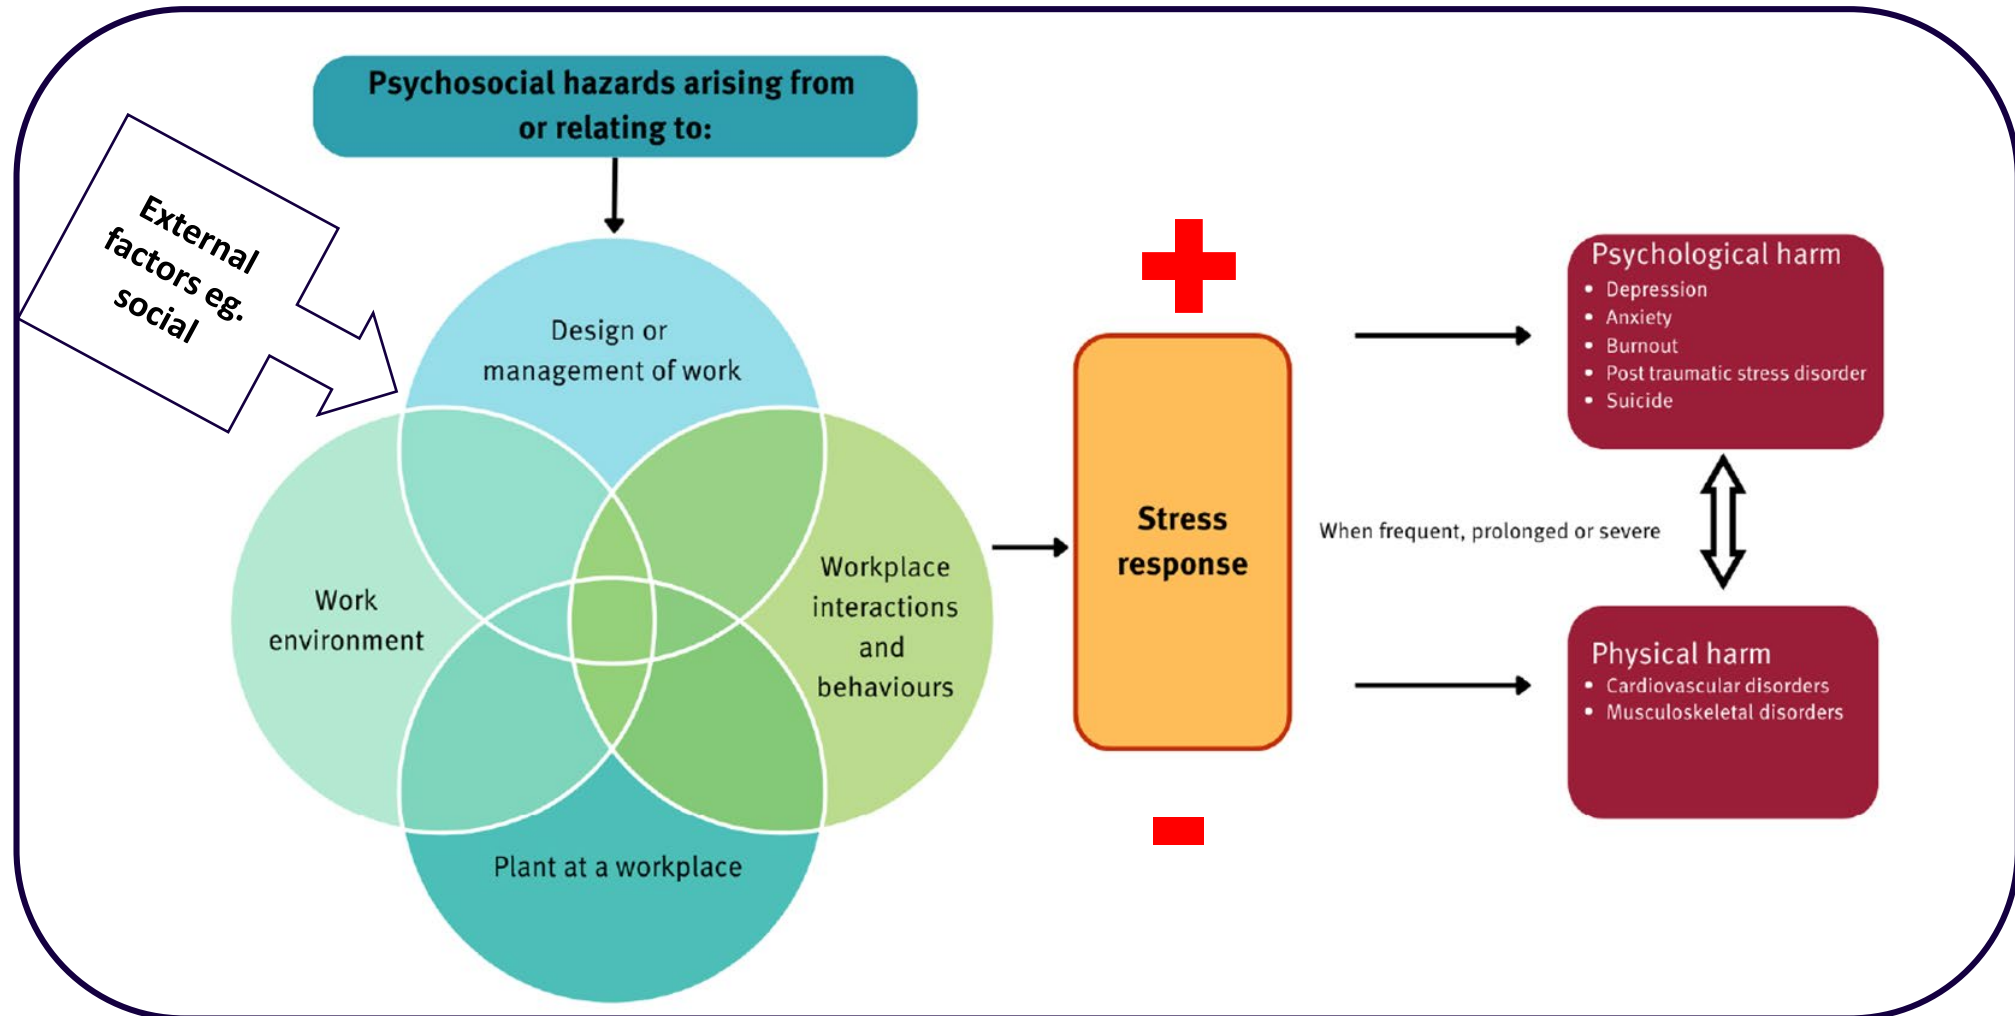 Psychosocial hazards arising from
or relating to:
External
factors eg.
social
Design or
management of work
Work
environment
Workplace
interactions
and
behaviours
Plant at a workplace
Stress
response
When frequent, prolonged or severe
Psychological harm
• Depression
• Anxiety
• Burnout
• Post traumatic stress disorder
• Suicide
Physical harm
• Cardiovascular disorders
• Musculoskeletal disorders